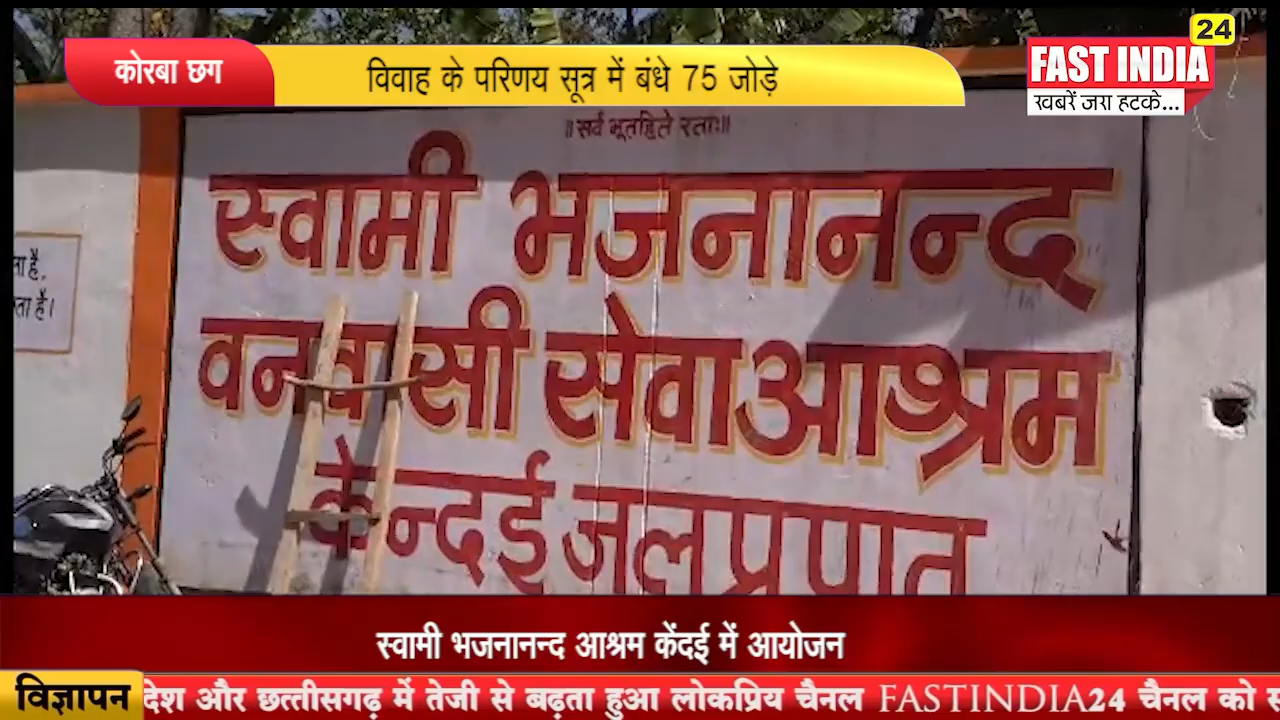 24
कोरबा छग
विवाह के परिणय सूत्र में बंधे 75 जोड़े
FAST INDIA
खबरें जरा हटके...
॥सर्व भूतहिते रताः॥
स्वामी भजनानन्द
ता है,
ता है।
वनवासी सेवा आश्रम
केन्दई जलप्रपात
स्वामी भजनानन्द आश्रम केंदई में आयोजन
विज्ञापन
देश और छत्तीसगढ़ में तेजी से बढ़ता हुआ लोकप्रिय चैनल FASTINDIA24 चैनल को